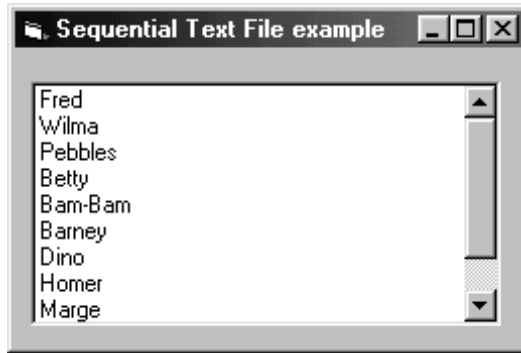 Sequential Text File example
Fred
Wilma
Pebbles
Betty
Bam-Bam
Barney
Dino
Homer
Marge